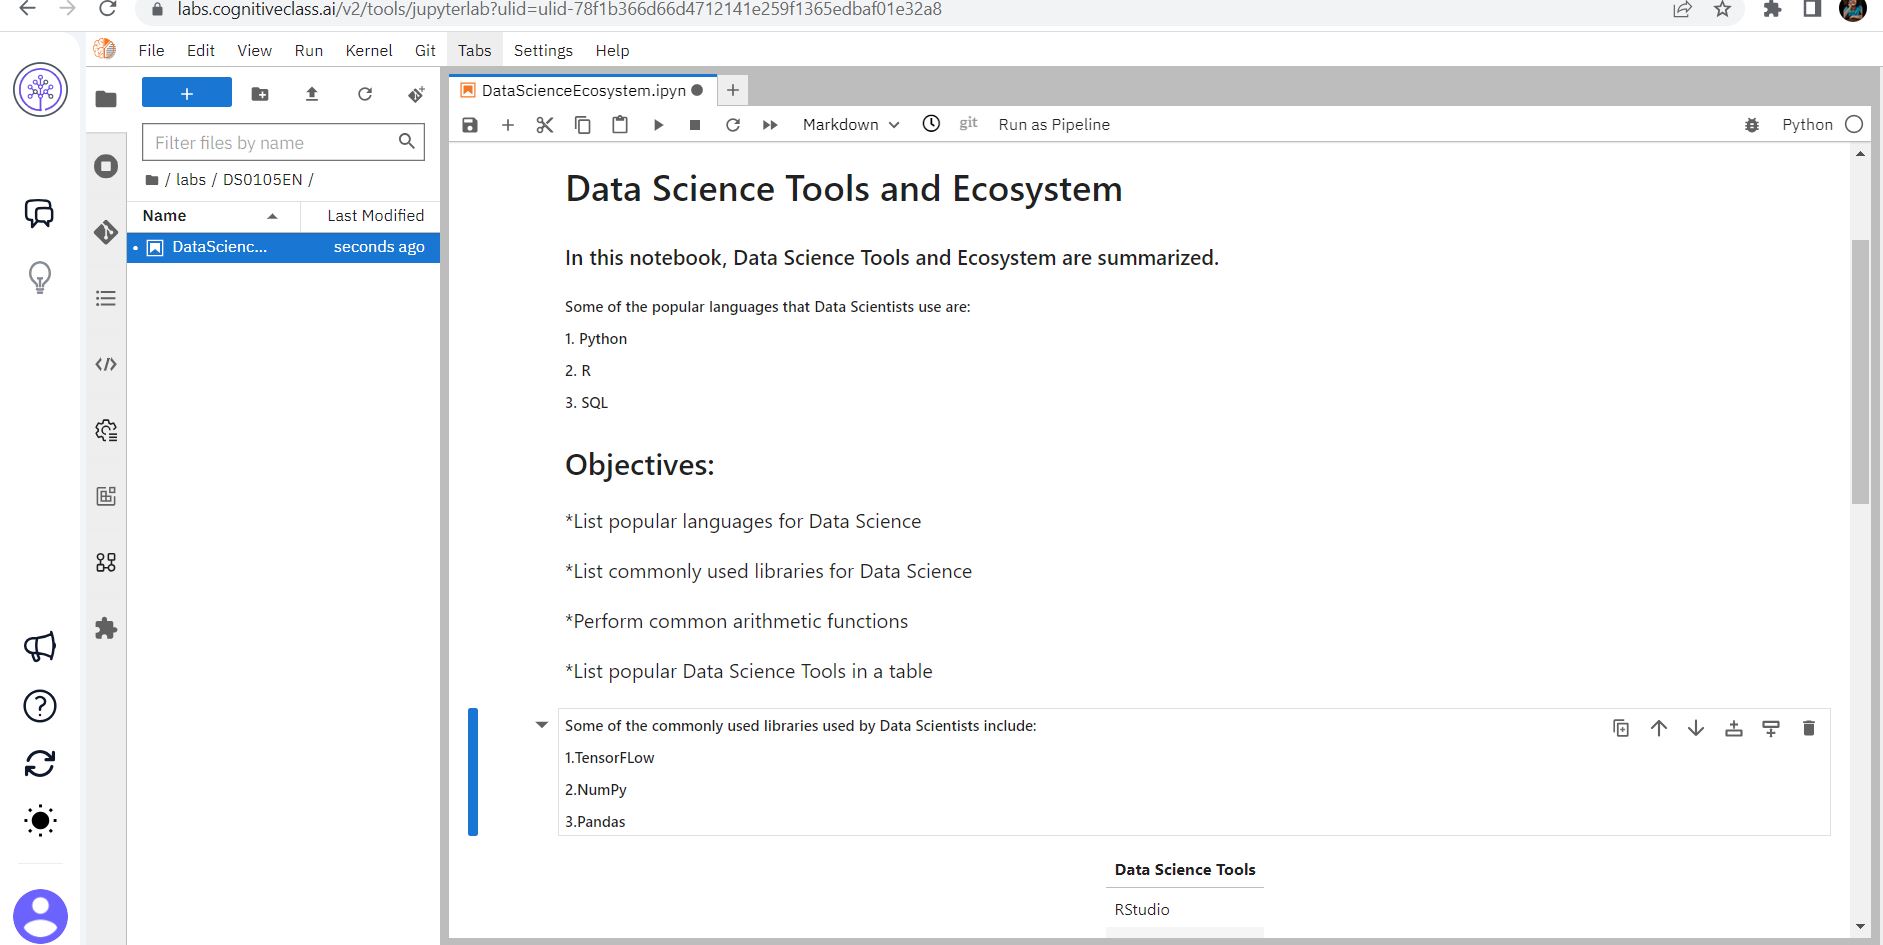 labs.cognitiveclass.ai/v2/tools/jupyterlab?ulid=ulid-78f1b366d66d4712141e259f1365edbaf01e32a8
File Edit View Run Kernel Git Tabs Settings Help
DataScienceEcosystem.ipyn
Filter files by name
Markdown git Run as Pipeline Python
/ labs / DS0105EN /
Name Last Modified
DataScienc... seconds ago
Data Science Tools and Ecosystem
In this notebook, Data Science Tools and Ecosystem are summarized.
Some of the popular languages that Data Scientists use are:
1. Python
2. R
3. SQL
Objectives:
*List popular languages for Data Science
*List commonly used libraries for Data Science
*Perform common arithmetic functions
*List popular Data Science Tools in a table
Some of the commonly used libraries used by Data Scientists include:
1.TensorFLow
2.NumPy
3.Pandas
Data Science Tools
RStudio